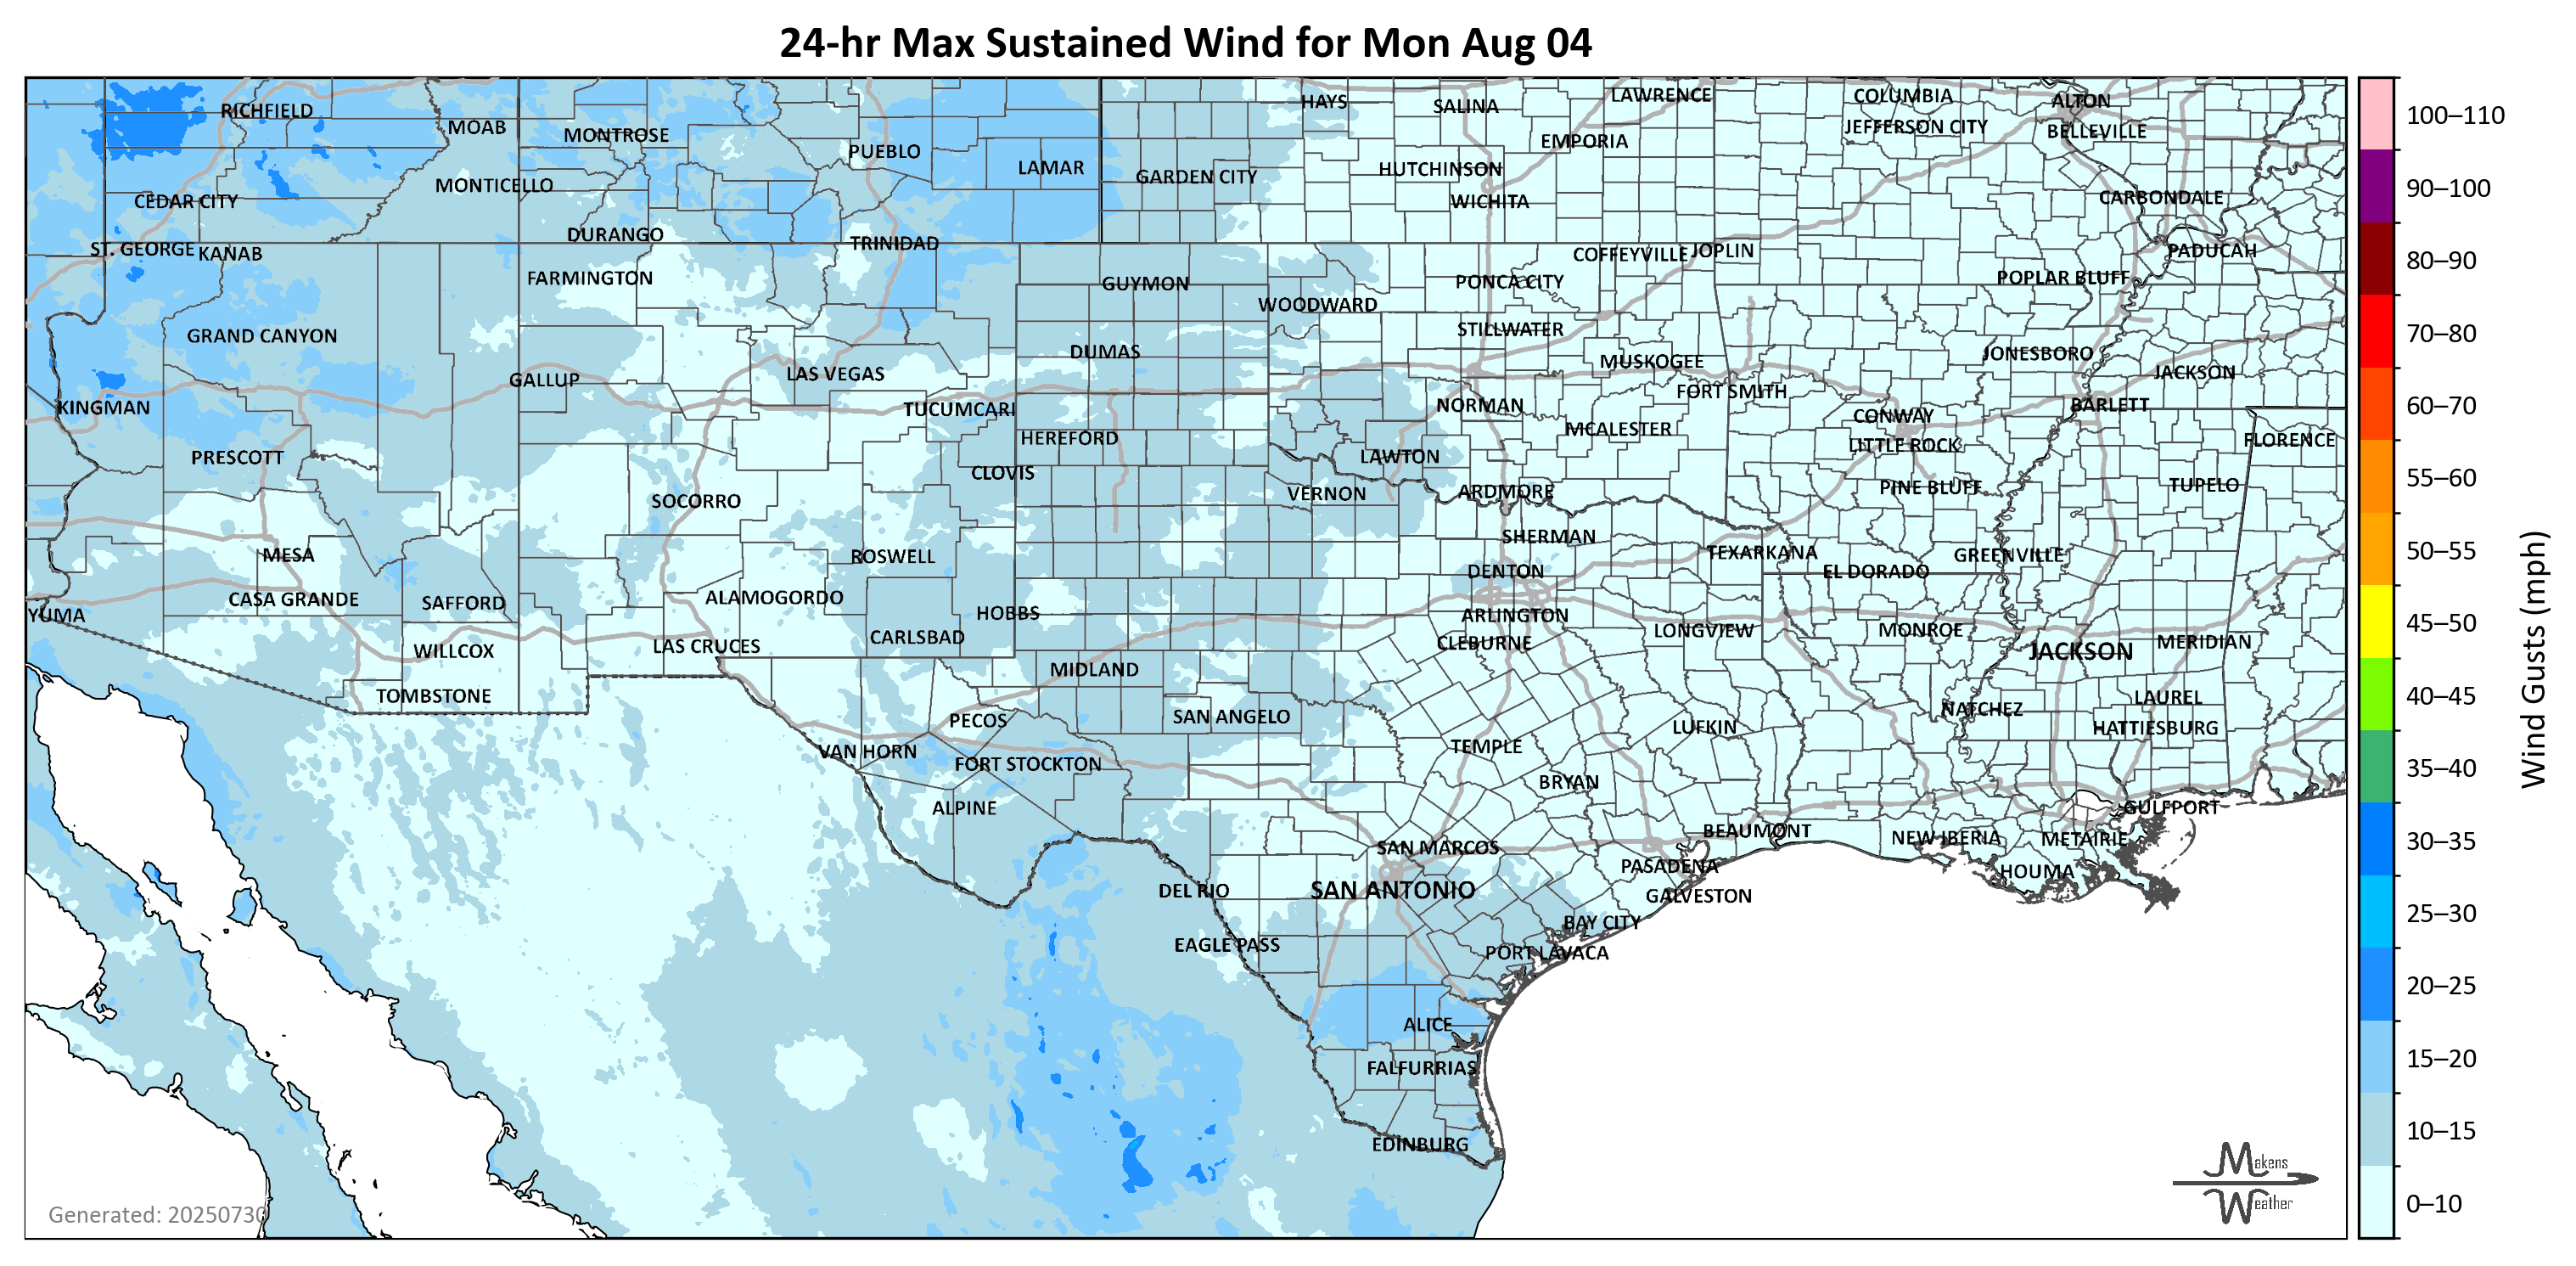 24-hr Max Sustained Wind for Mon Aug 04
RICHFIELD
MOAB
MONTROSE
PUEBLO
LAMAR
HAYS
SALINA
LAWRENCE
COLUMBIA
ALTON
JEFFERSON CITY
BELLEVILLE
EMPORIA
HUTCHINSON
GARDEN CITY
MONTICELLO
CEDAR CITY
WICHITA
CARBONDALE
ST. GEORGE
KANAB
DURANGO
TRINIDAD
COFFEYVILLE
JOPLIN
PADUCAH
FARMINGTON
GUYMON
PONCA CITY
POPLAR BLUFF
WOODWARD
GRAND CANYON
STILLWATER
DUMAS
MUSKOGEE
JONESBORO
GALLUP
LAS VEGAS
FORT SMITH
JACKSON
KINGMAN
TUCUMCARI
NORMAN
CONWAY
BARLETT
HEREFORD
MCALESTER
LITTLE ROCK
FLORENCE
PRESCOTT
CLOVIS
LAWTON
SOCORRO
VERNON
ARDMORE
PINE BLUFF
TUPELO
MESA
ROSWELL
SHERMAN
TEXARKANA
GREENVILLE
DENTON
EL DORADO
CASA GRANDE
SAFFORD
ALAMOGORDO
HOBBS
YUMA
ARLINGTON
WILLCOX
LAS CRUCES
CARLSBAD
CLEBURNE
LONGVIEW
MONROE
JACKSON
MERIDIAN
MIDLAND
TOMBSTONE
PECOS
SAN ANGELO
LUFKIN
NATCHEZ
LAUREL
HATTIESBURG
VAN HORN
FORT STOCKTON
TEMPLE
BRYAN
ALPINE
GULFPORT
SAN MARCOS
BEAUMONT
NEW IBERIA
METAIRIE
PASADENA
HOUMA
DEL RIO
SAN ANTONIO
GALVESTON
BAY CITY
EAGLE PASS
PORT LAVACA
ALICE
FALFURRIAS
EDINBURG
Generated: 20250730
Makens
Weather
100–110
90–100
80–90
70–80
60–70
55–60
50–55
45–50
40–45
35–40
30–35
25–30
20–25
15–20
10–15
0–10
Wind Gusts (mph)